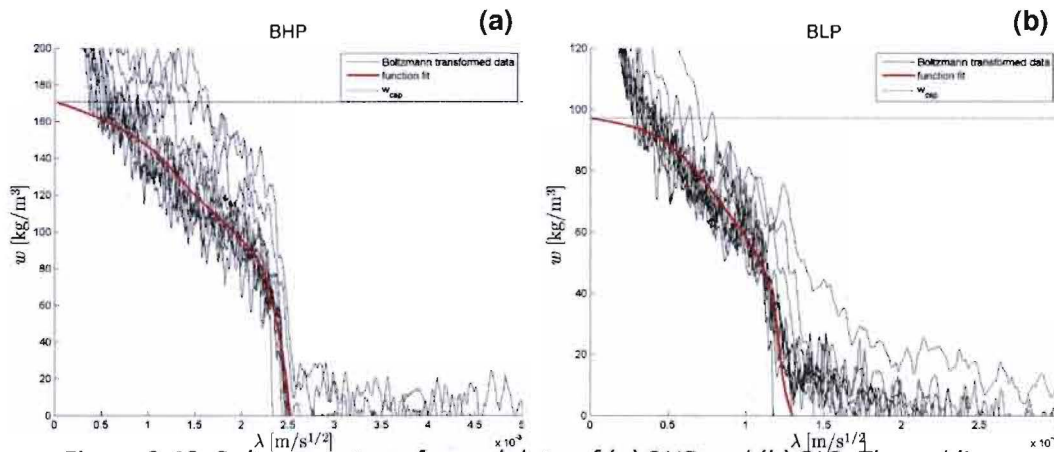 (a)
BHP
200
180
160
140
120
100
80
60
40
20
0
w [kg/m³]
Boltzmann transformed data
function fit
w_cap
0 0.5 1 1.5 2 2.5 3 3.5 4 4.5
λ [m/s^1/2]
(b)
BLP
120
100
80
60
40
20
0
w [kg/m³]
Boltzmann transformed data
function fit
w_cap
0 0.5 1 1.5 2 2.5
λ [m/s^1/2]